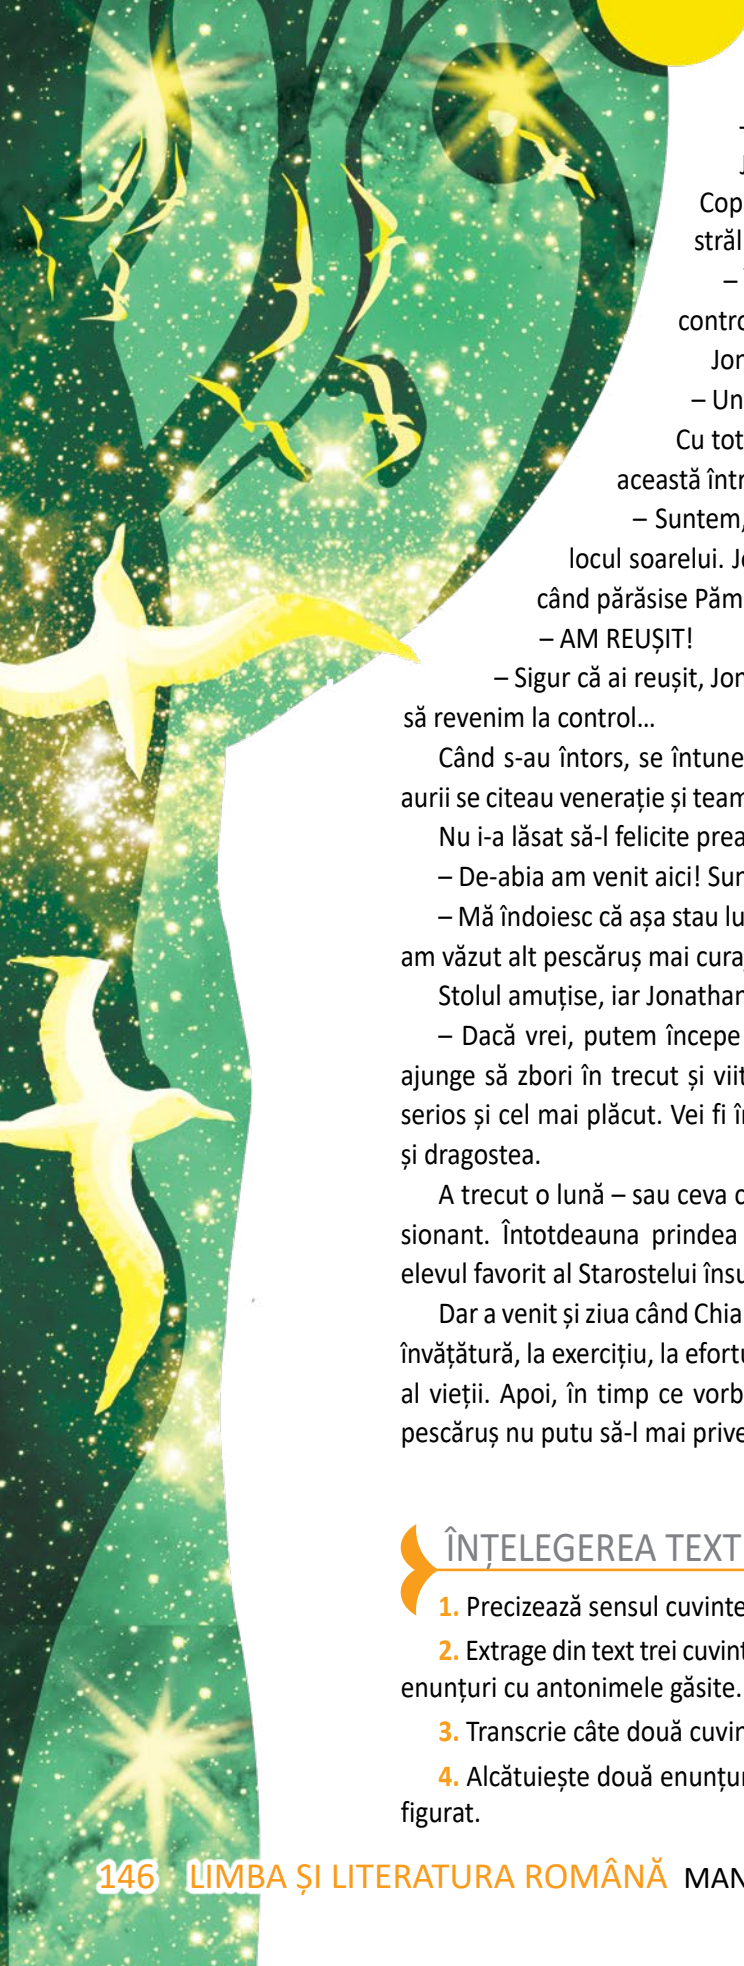 –
J
Cop
străl
–
contro
Jon
– Un
Cu tot
această într
– Suntem,
locul soarelui. Jo
când părăsise Păm
– AM REUȘIT!
– Sigur că ai reușit, Jon
să revenim la control...
Când s-au întors, se întune
aurii se citeau venerație și team
Nu i-a lăsat să-l felicite prea
– De-abia am venit aici! Sun
– Mă îndoiesc că așa stau lu
am văzut alt pescăruș mai curaj
Stolul amuțise, iar Jonathan
– Dacă vrei, putem începe
ajunge să zbori în trecut și viit
serios și cel mai plăcut. Vei fi în
și dragostea.
A trecut o lună – sau ceva c
sionant. Întotdeauna prindea
elevul favorit al Starostelui însu
Dar a venit și ziua când Chia
învățătură, la exercițiu, la efortu
al vieții. Apoi, în timp ce vorb
pescăruș nu putu să-l mai prive
ÎNȚELEGEREA TEXT
1. Precizează sensul cuvinte
2. Extrage din text trei cuvint
enunțuri cu antonimele găsite.
3. Transcrie câte două cuvin
4. Alcătuiește două enunțur
figurat.
146 LIMBA ȘI LITERATURA ROMÂNĂ MAN